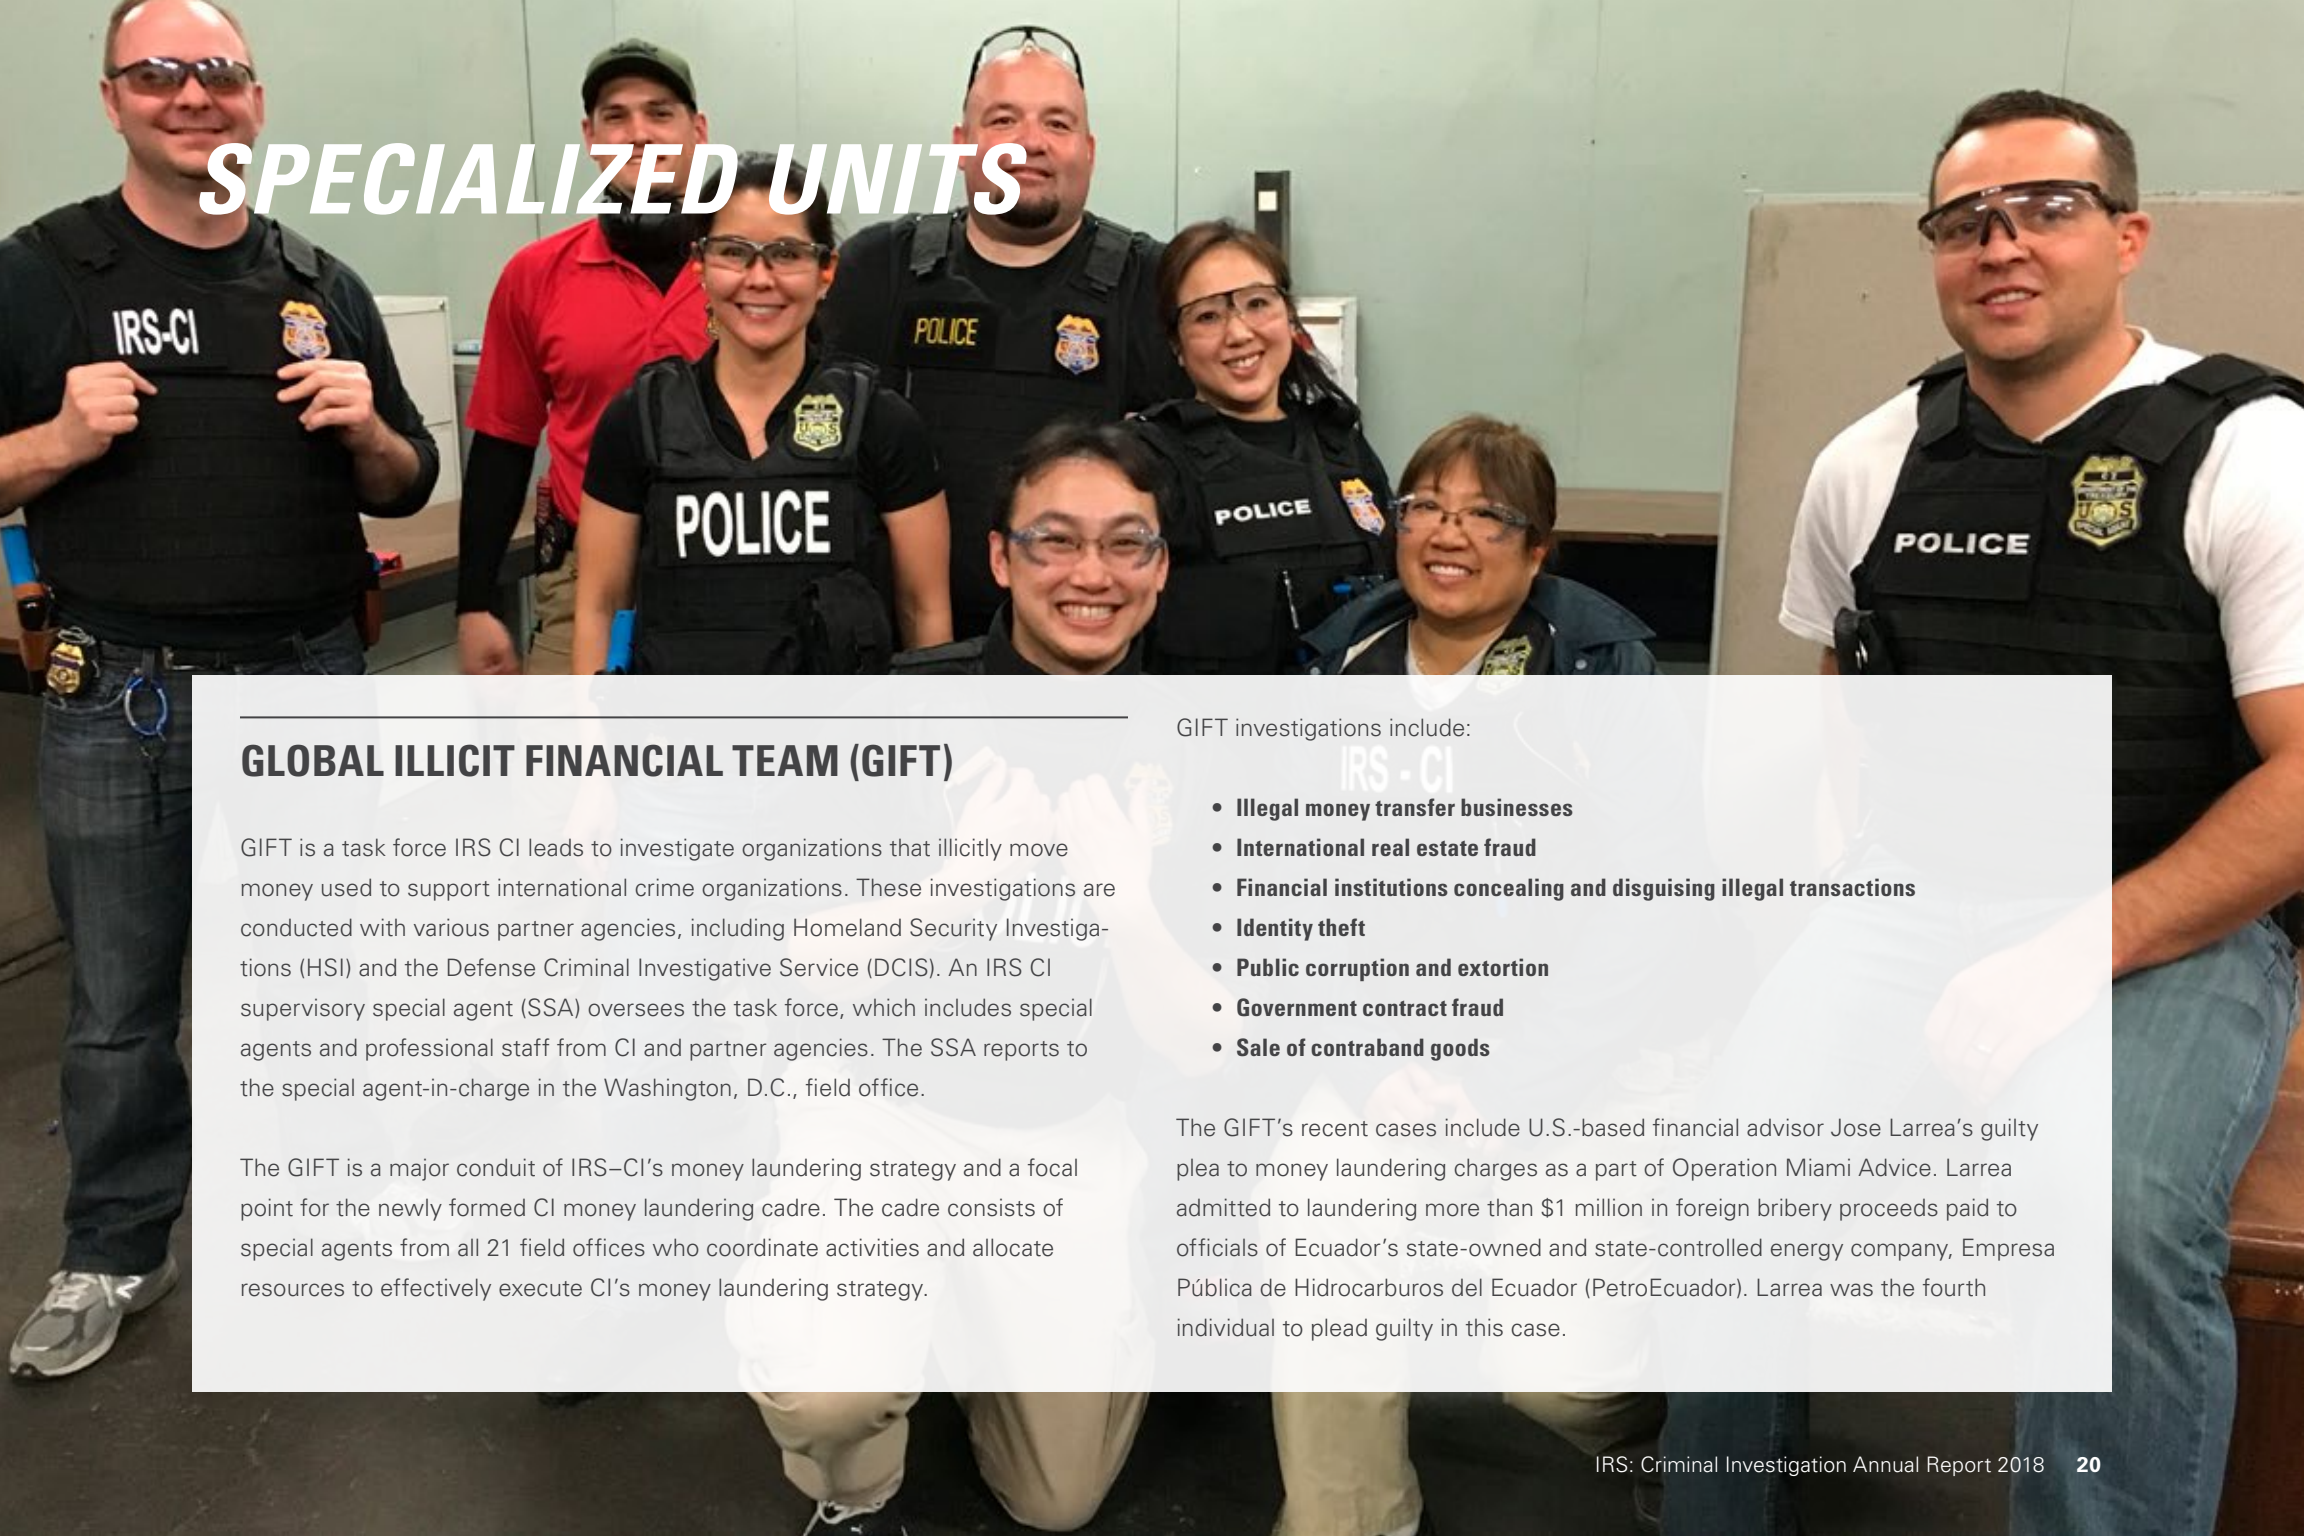 SPECIALIZED UNITS
IRS-CI
POLICE
POLICE
POLICE
POLICE
U S
U S
GLOBAL ILLICIT FINANCIAL TEAM (GIFT)
GIFT is a task force IRS CI leads to investigate organizations that illicitly move
money used to support international crime organizations. These investigations are
conducted with various partner agencies, including Homeland Security Investiga-
tions (HSI) and the Defense Criminal Investigative Service (DCIS). An IRS CI
supervisory special agent (SSA) oversees the task force, which includes special
agents and professional staff from CI and partner agencies. The SSA reports to
the special agent-in-charge in the Washington, D.C., field office.
The GIFT is a major conduit of IRS–CI’s money laundering strategy and a focal
point for the newly formed CI money laundering cadre. The cadre consists of
special agents from all 21 field offices who coordinate activities and allocate
resources to effectively execute CI’s money laundering strategy.
GIFT investigations include:
IRS - CI
• Illegal money transfer businesses
• International real estate fraud
• Financial institutions concealing and disguising illegal transactions
• Identity theft
• Public corruption and extortion
• Government contract fraud
• Sale of contraband goods
The GIFT’s recent cases include U.S.-based financial advisor Jose Larrea’s guilty
plea to money laundering charges as a part of Operation Miami Advice. Larrea
admitted to laundering more than $1 million in foreign bribery proceeds paid to
officials of Ecuador’s state-owned and state-controlled energy company, Empresa
Pública de Hidrocarburos del Ecuador (PetroEcuador). Larrea was the fourth
individual to plead guilty in this case.
IRS: Criminal Investigation Annual Report 2018 20